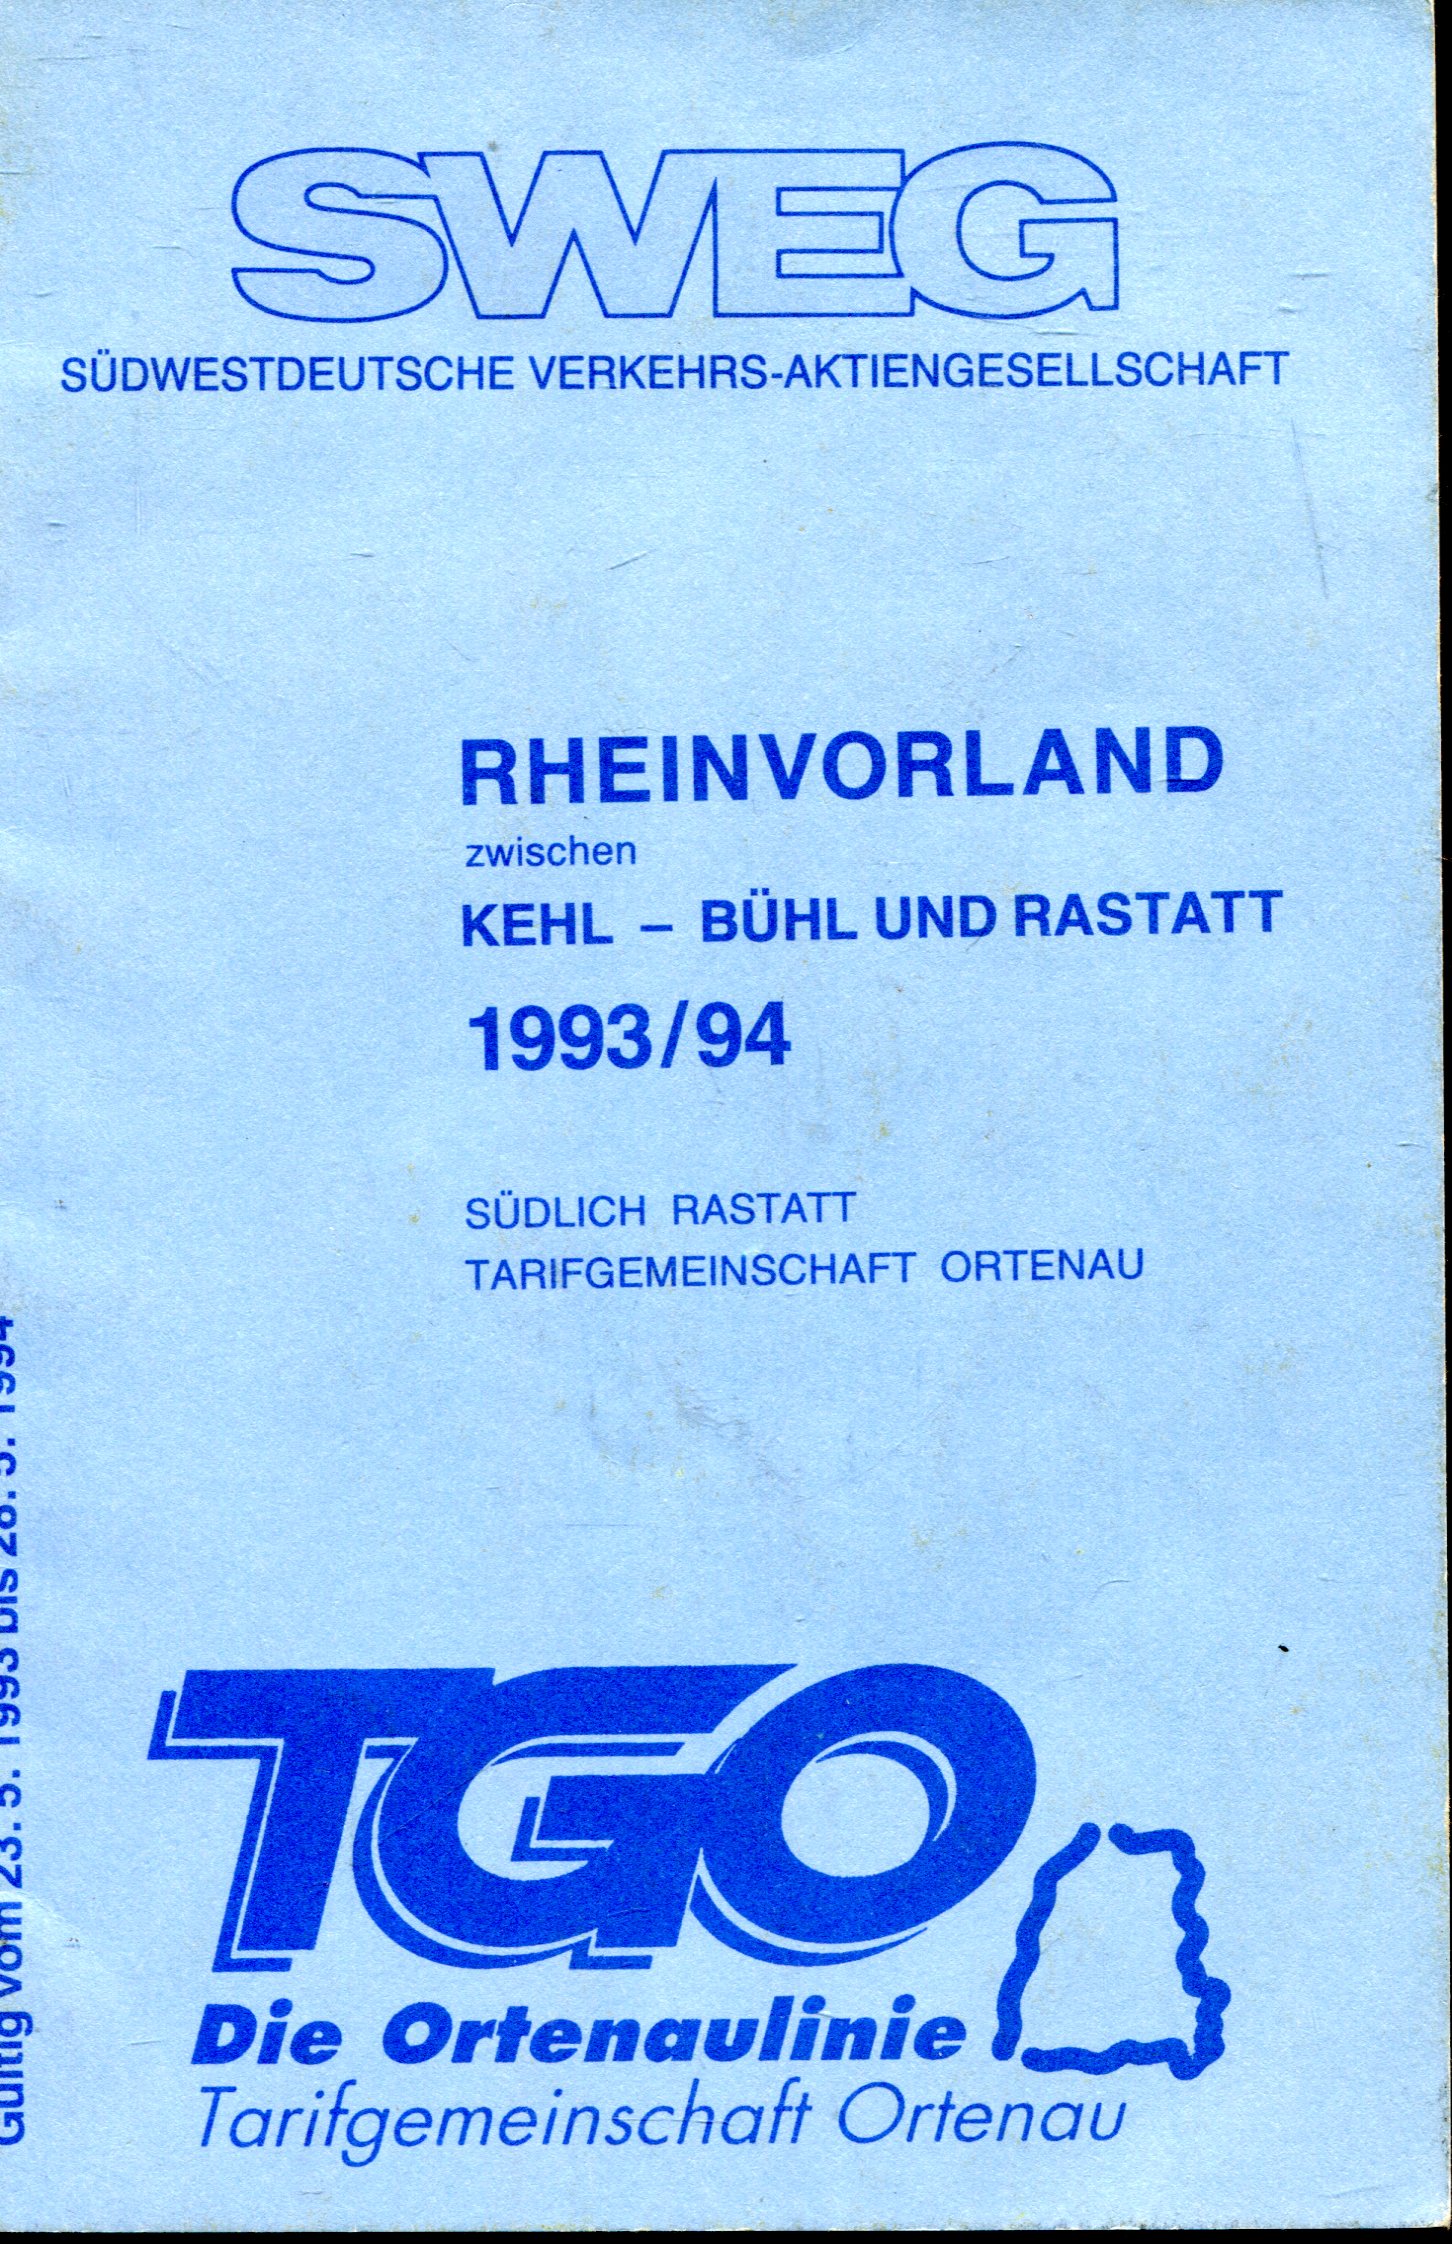 SWEG
SÜDWESTDEUTSCHE VERKEHRS-AKTIENGESELLSCHAFT
RHEINVORLAND
zwischen
KEHL – BÜHL UND RASTATT
1993/94
SÜDLICH RASTATT
TARIFGEMEINSCHAFT ORTENAU
Gültig vom 23. 5. 1993 bis 28. 5. 1994
TGO
Die Ortenaulinie
Tarifgemeinschaft Ortenau